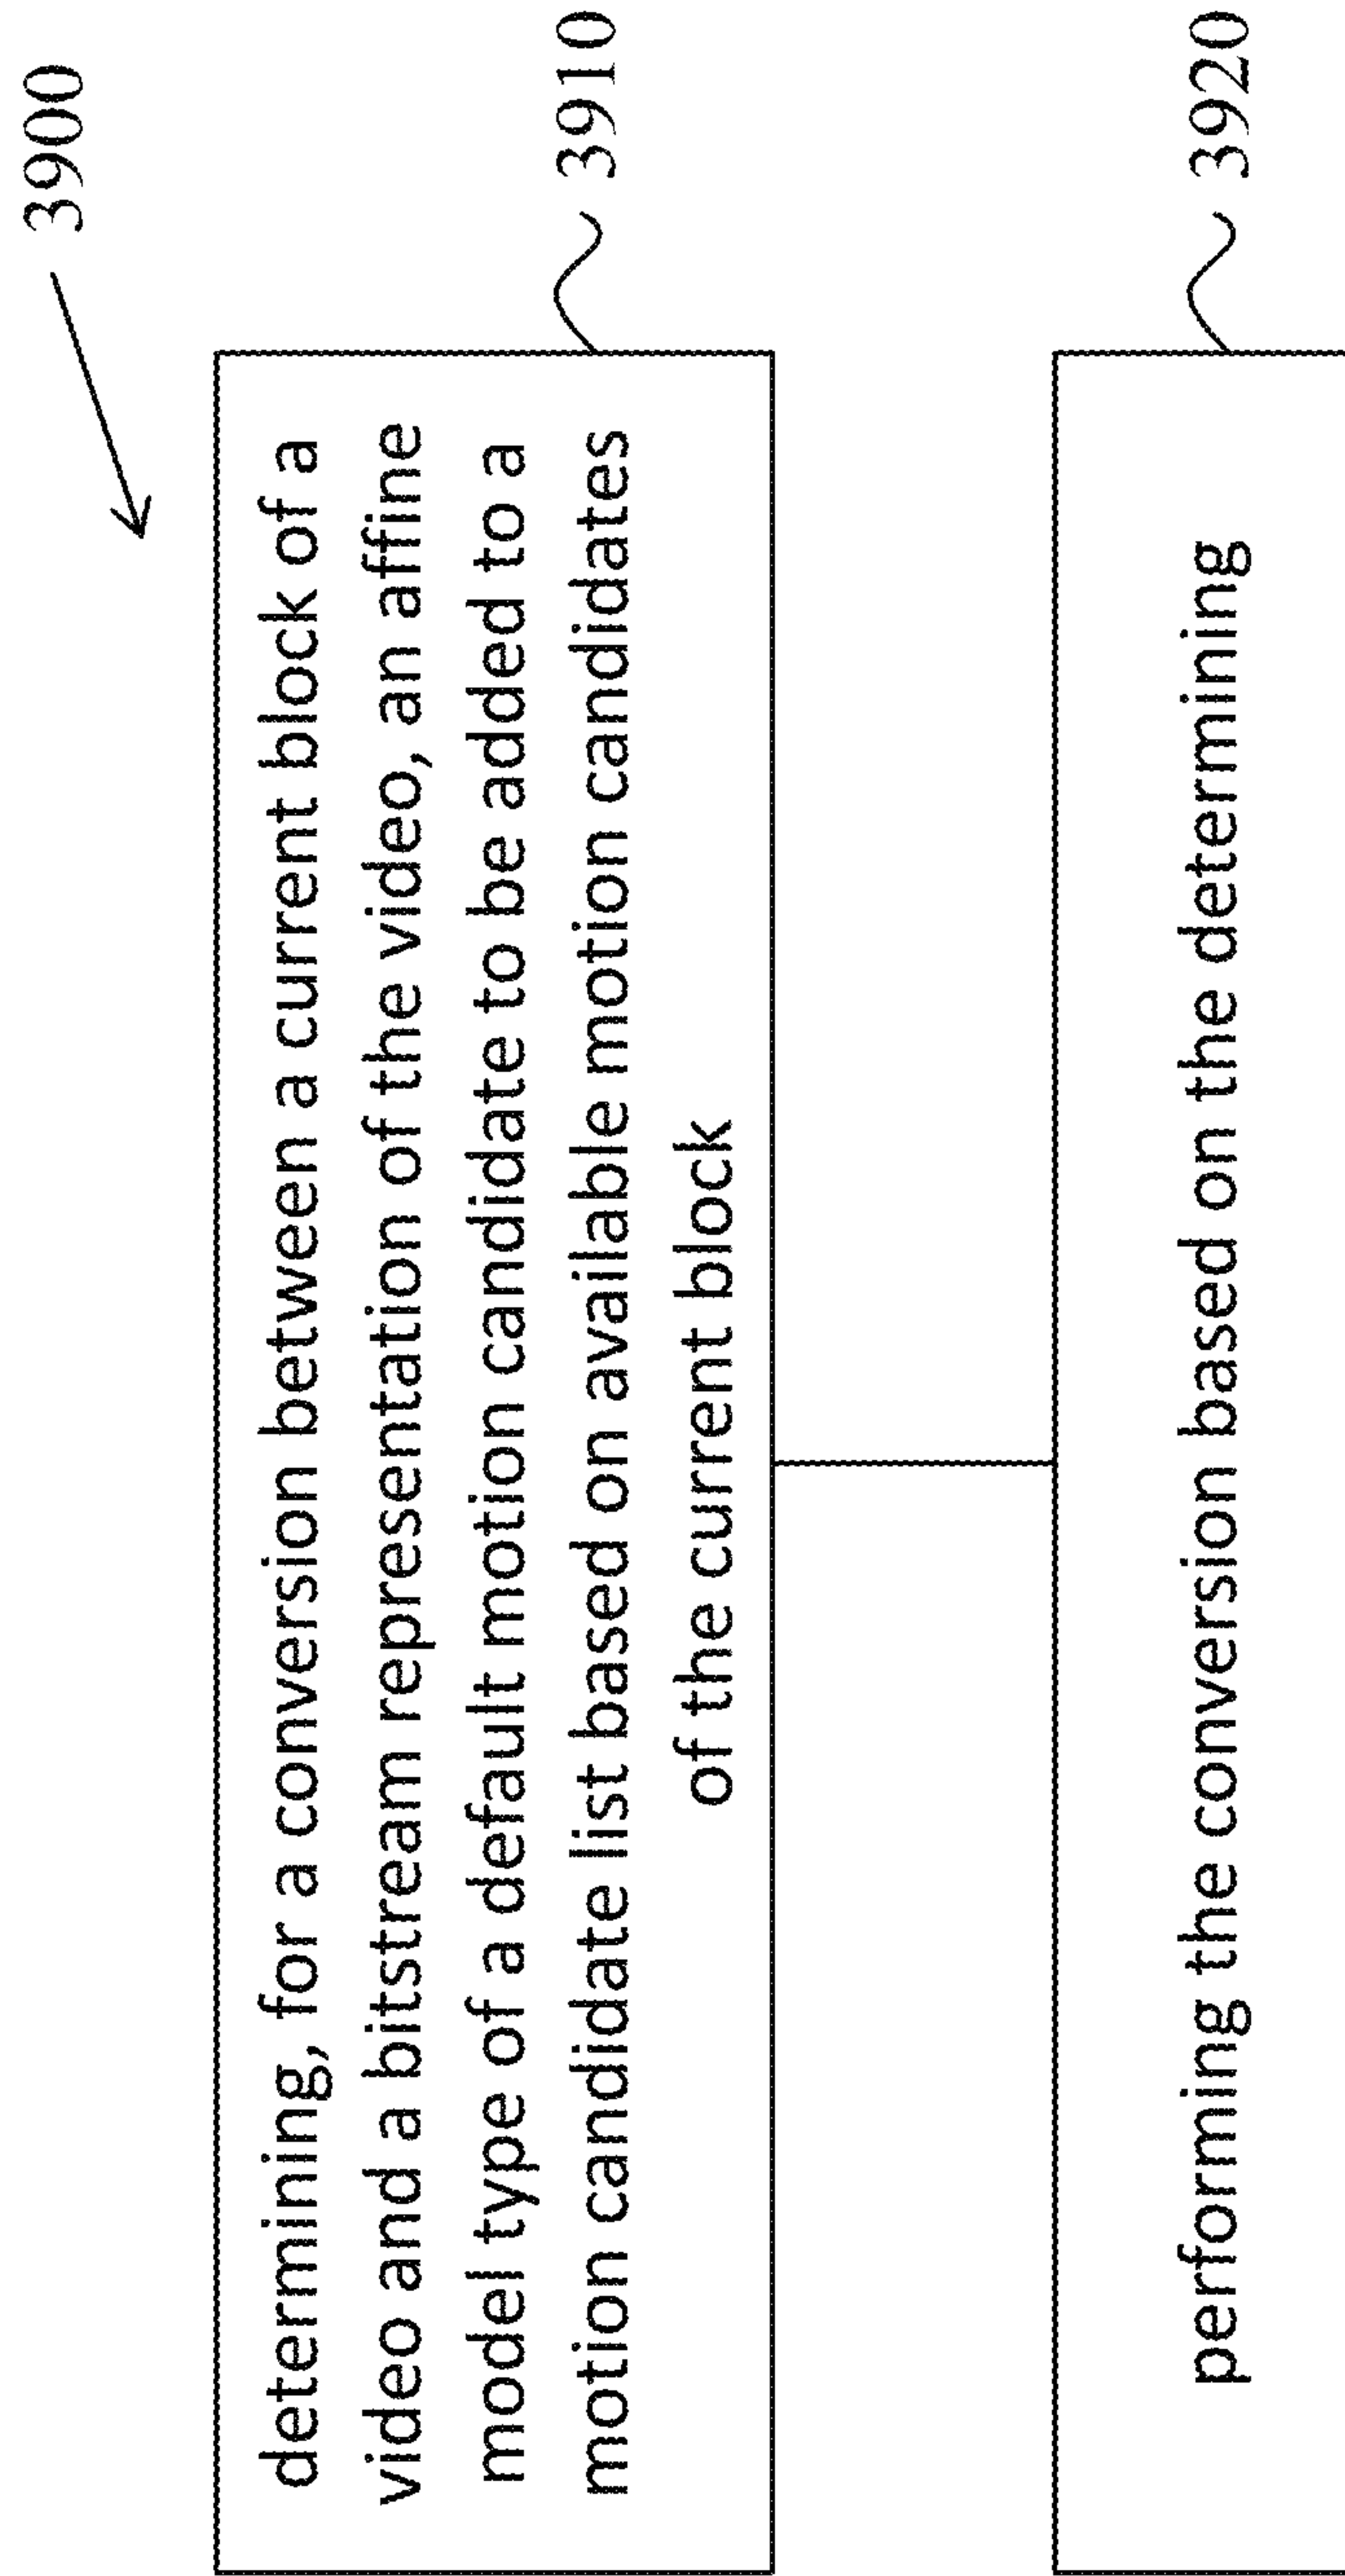 3900
determining, for a conversion between a current block of a
video and a bitstream representation of the video, an affine
model type of a default motion candidate to be added to a
motion candidate list based on available motion candidates
of the current block
3910
performing the conversion based on the determining
3920